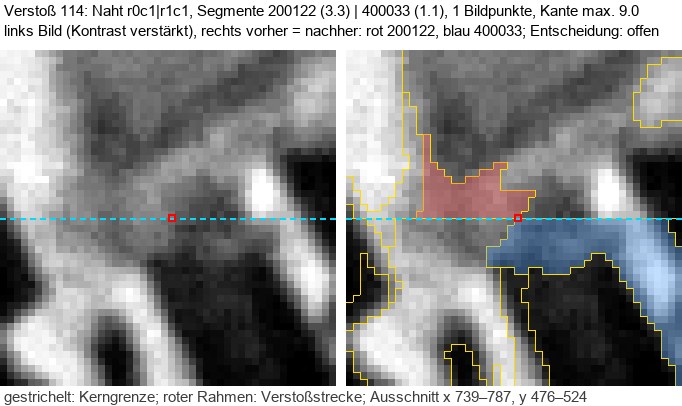 Verstoß 114: Naht r0c1|r1c1, Segmente 200122 (3.3) | 400033 (1.1), 1 Bildpunkte, Kante max. 9.0
links Bild (Kontrast verstärkt), rechts vorher = nachher: rot 200122, blau 400033; Entscheidung: offen
gestrichelt: Kerngrenze; roter Rahmen: Verstoßstrecke; Ausschnitt x 739–787, y 476–524